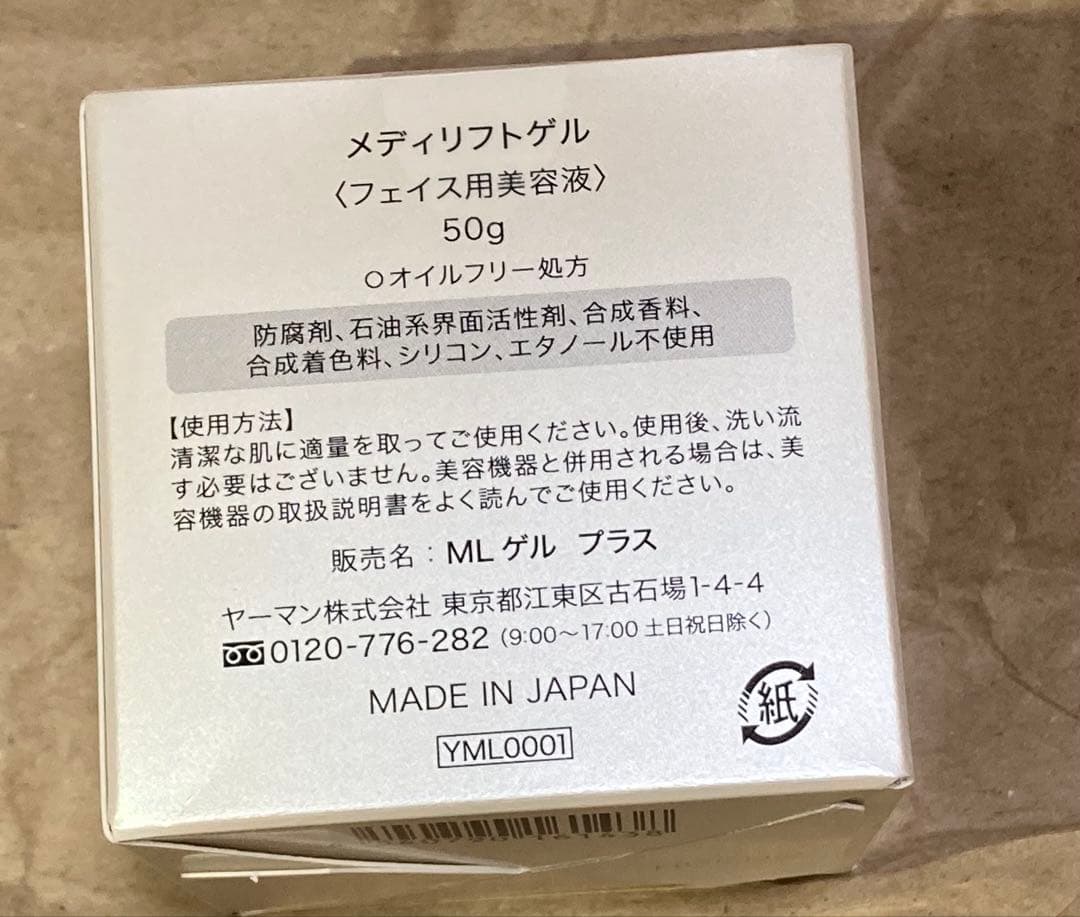 メディリフトゲル
〈フェイス用美容液〉
50g
○オイルフリー処方
防腐剤、石油系界面活性剤、合成香料、
合成着色料、シリコン、エタノール不使用
【使用方法】
清潔な肌に適量を取ってご使用ください。使用後、洗い流
す必要はございません。美容機器と併用される場合は、美
容機器の取扱説明書をよく読んでご使用ください。
販売名：MLゲル プラス
ヤーマン株式会社 東京都江東区古石場1-4-4
0120-776-282（9:00〜17:00 土日祝日除く）
MADE IN JAPAN
紙
YML0001